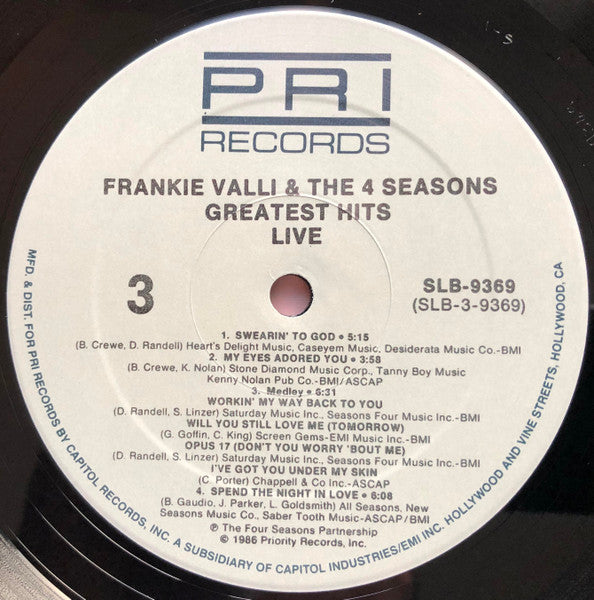 PRI
RECORDS
FRANKIE VALLI & THE 4 SEASONS
GREATEST HITS
LIVE
3
SLB-9369
(SLB-3-9369)
1. SWEARIN' TO GOD • 5:15
(B. Crewe, D. Randell) Heart's Delight Music, Caseyem Music, Desiderata Music Co.-BMI
2. MY EYES ADORED YOU • 3:58
(B. Crewe, K. Nolan) Stone Diamond Music Corp., Tanny Boy Music
Kenny Nolan Pub Co.-BMI/ASCAP
3. Medley • 6:31
WORKIN' MY WAY BACK TO YOU
(D. Randell, S. Linzer) Saturday Music Inc., Seasons Four Music Inc.-BMI
WILL YOU STILL LOVE ME (TOMORROW)
(G. Goffin, C. King) Screen Gems-EMI Music Inc.-BMI
OPUS 17 (DON'T YOU WORRY 'BOUT ME)
(D. Randell, S. Linzer) Saturday Music Inc., Seasons Four Music Inc.-BMI
I'VE GOT YOU UNDER MY SKIN
(C. Porter) Chappell & Co Inc.-ASCAP
4. SPEND THE NIGHT IN LOVE • 6:08
(B. Gaudio, J. Parker, L. Goldsmith) All Seasons, New
Seasons Music Co., Saber Tooth Music-ASCAP/BMI
℗ The Four Seasons Partnership
© 1986 Priority Records, Inc.
MFD. & DIST. FOR PRI RECORDS BY CAPITOL RECORDS, INC. A SUBSIDIARY OF CAPITOL INDUSTRIES/EMI INC. HOLLYWOOD AND VINE STREETS, HOLLYWOOD, CA